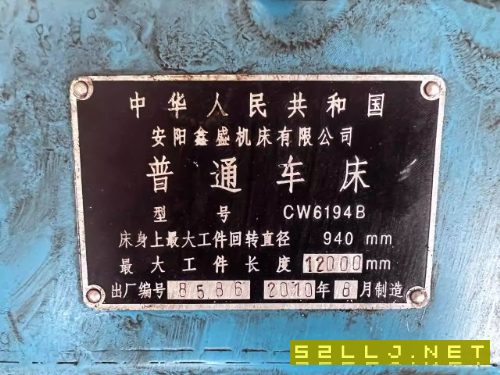 中华人民共和国
安阳鑫盛机床有限公司
普通车床
型号 CW6194B
床身上最大工件回转直径 940 mm
最大工件长度 12000 mm
出厂编号 8586 2010年8月制造
52LLJ.NET